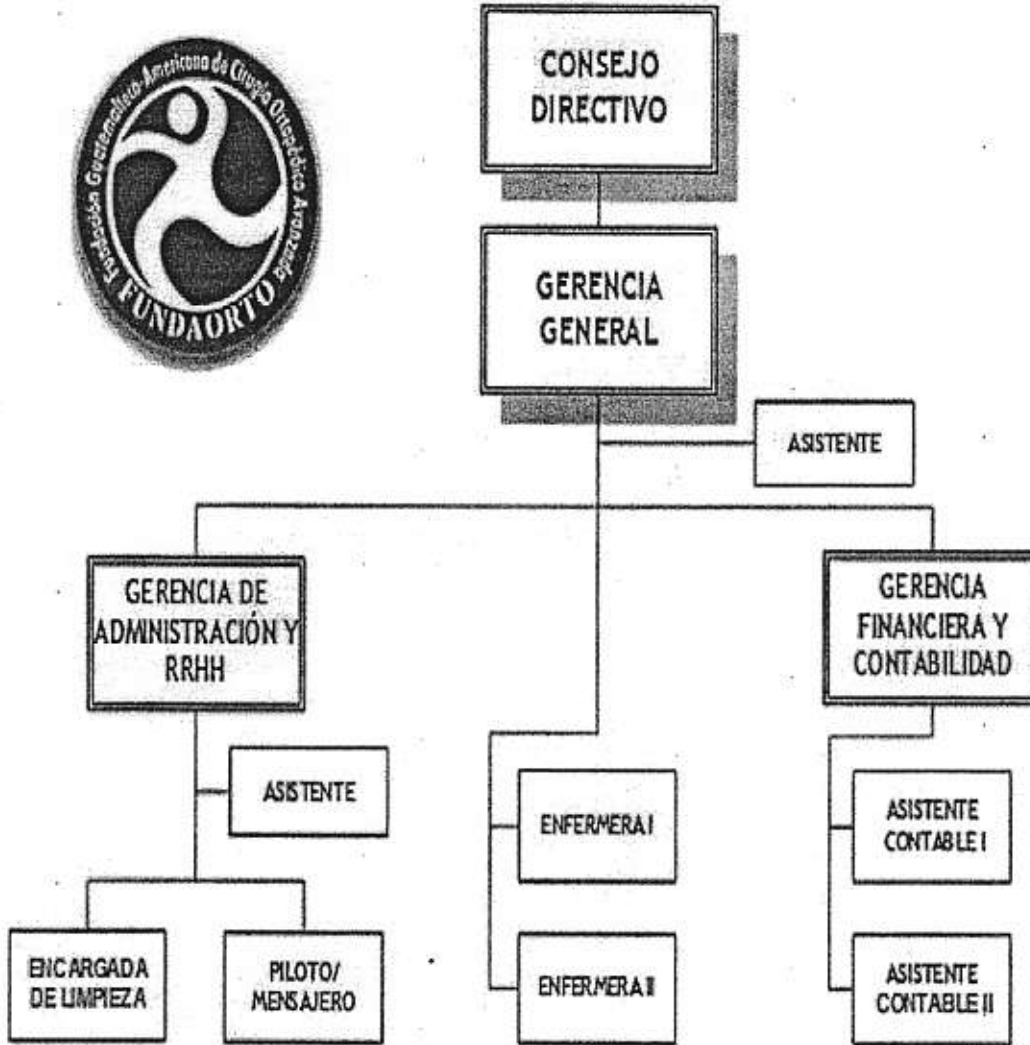 Fundación Guatemalteco-Americana de Cirugía Ortopédica Avanzada
FUNDAORTO
CONSEJO
DIRECTIVO
GERENCIA
GENERAL
ASISTENTE
GERENCIA DE
ADMINISTRACIÓN Y
RRHH
GERENCIA
FINANCIERA Y
CONTABILIDAD
ASISTENTE
ENFERMERA I
ASISTENTE
CONTABLE I
ENCARGADA
DE LIMPIEZA
PILOTO/
MENSAJERO
ENFERMERA II
ASISTENTE
CONTABLE II